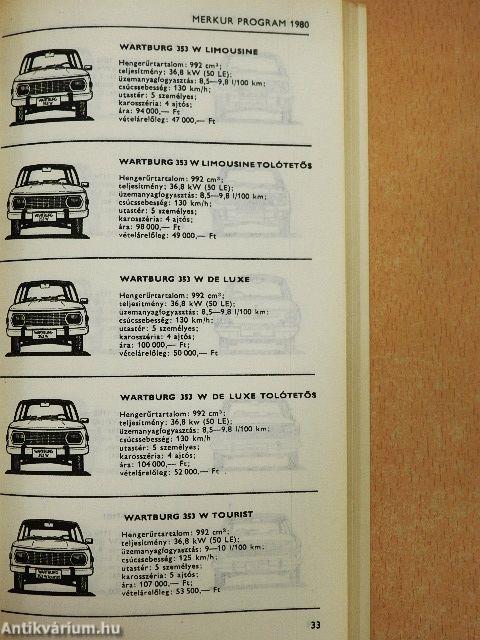 MERKUR PROGRAM 1980
WARTBURG 353 W LIMOUSINE
Hengerűrtartalom: 992 cm³;
teljesítmény: 36,8 kW (50 LE);
üzemanyagfogyasztás: 8,5—9,8 l/100 km;
csúcssebesség: 130 km/h;
utastér: 5 személyes;
karosszéria: 4 ajtós;
ára: 94 000,— Ft
vételárelőleg: 47 000,— Ft
WARTBURG 353 W LIMOUSINE TOLÓTETŐS
Hengerűrtartalom: 992 cm³;
teljesítmény: 36,8 kW (50 LE);
üzemanyagfogyasztás: 8,5—9,8 l/100 km;
csúcssebesség: 130 km/h;
utastér: 5 személyes;
karosszéria: 4 ajtós;
ára: 98 000,— Ft
vételárelőleg: 49 000,— Ft
WARTBURG 353 W DE LUXE
Hengerűrtartalom: 992 cm³;
teljesítmény: 36,8 kW (50 LE);
üzemanyagfogyasztás: 8,5—9,8 l/100 km;
csúcssebesség: 130 km/h;
utastér: 5 személyes;
karosszéria: 4 ajtós;
ára: 100 000,— Ft;
vételárelőleg: 50 000,— Ft
WARTBURG 353 W DE LUXE TOLÓTETŐS
Hengerűrtartalom: 992 cm³;
teljesítmény: 36,8 kW (50 LE);
üzemanyagfogyasztás: 8,5—9,8 l/100 km;
csúcssebesség: 130 km/h
utastér: 5 személyes;
karosszéria: 4 ajtós;
ára: 104 000,— Ft;
vételárelőleg: 52 000,— Ft
WARTBURG 353 W TOURIST
Hengerűrtartalom: 992 cm³;
teljesítmény: 36,8 kW (50 LE);
üzemanyagfogyasztás: 9—10 l/100 km;
csúcssebesség: 125 km/h;
utastér: 5 személyes;
karosszéria: 5 ajtós;
ára: 107 000,— Ft;
vételárelőleg: 53 500,— Ft
33
Antikvárium.hu